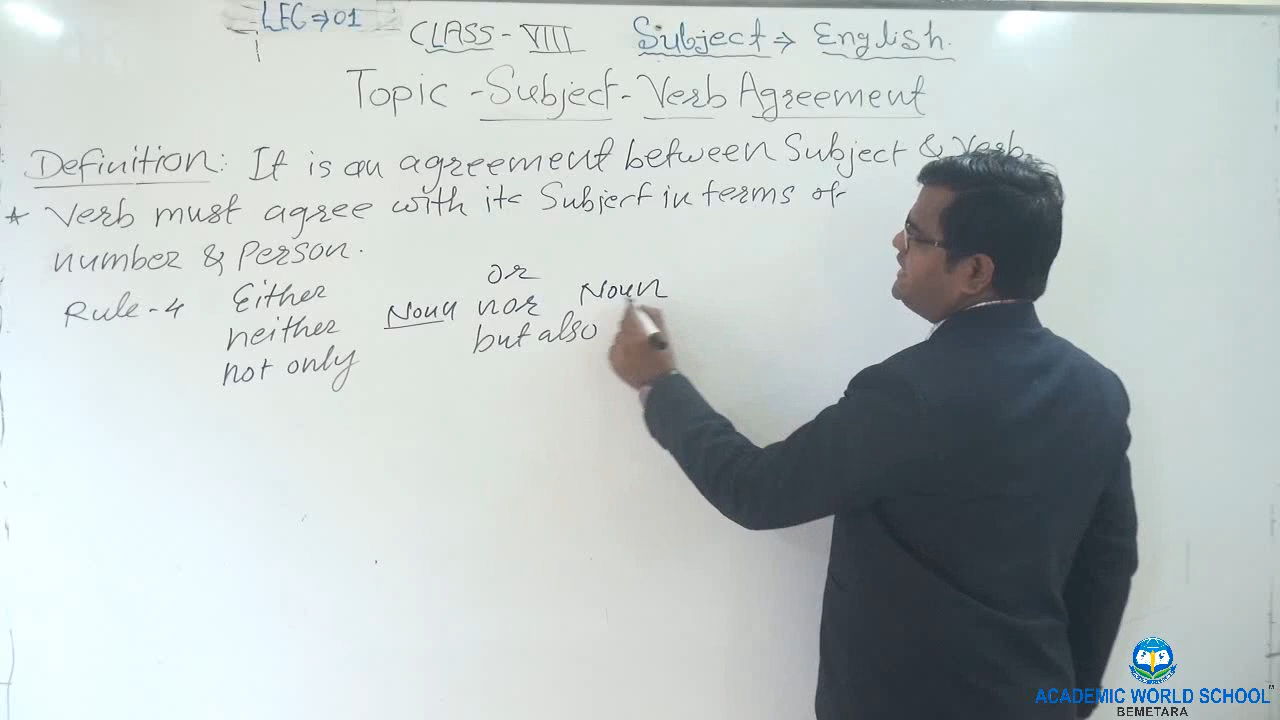 LEC⇒01
CLASS-VIII Subject→ English.
Topic -Subject-Verb Agreement
Definition: It is an agreement between Subject & Verb
* Verb must agree with its Subject in terms of
number & Person.
Rule-4 Either
neither
not only
Noun
or
nor
but also
Noun
ACADEMIC WORLD SCHOOL
BEMETARA